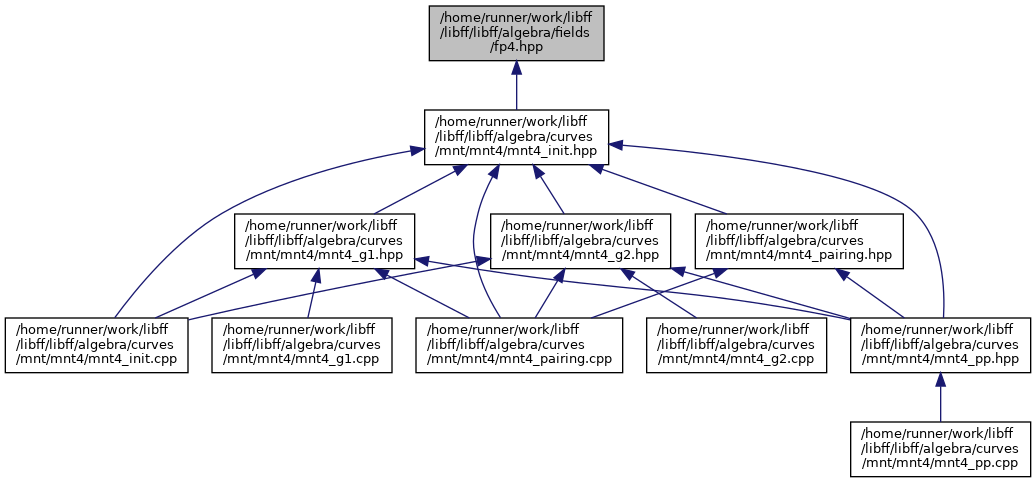 /home/runner/work/libff
/libff/libff/algebra/fields
/fp4.hpp
/home/runner/work/libff
/libff/libff/algebra/curves
/mnt/mnt4/mnt4_init.hpp
/home/runner/work/libff
/libff/libff/algebra/curves
/mnt/mnt4/mnt4_g1.hpp
/home/runner/work/libff
/libff/libff/algebra/curves
/mnt/mnt4/mnt4_g2.hpp
/home/runner/work/libff
/libff/libff/algebra/curves
/mnt/mnt4/mnt4_pairing.hpp
/home/runner/work/libff
/libff/libff/algebra/curves
/mnt/mnt4/mnt4_init.cpp
/home/runner/work/libff
/libff/libff/algebra/curves
/mnt/mnt4/mnt4_g1.cpp
/home/runner/work/libff
/libff/libff/algebra/curves
/mnt/mnt4/mnt4_pairing.cpp
/home/runner/work/libff
/libff/libff/algebra/curves
/mnt/mnt4/mnt4_g2.cpp
/home/runner/work/libff
/libff/libff/algebra/curves
/mnt/mnt4/mnt4_pp.hpp
/home/runner/work/libff
/libff/libff/algebra/curves
/mnt/mnt4/mnt4_pp.cpp